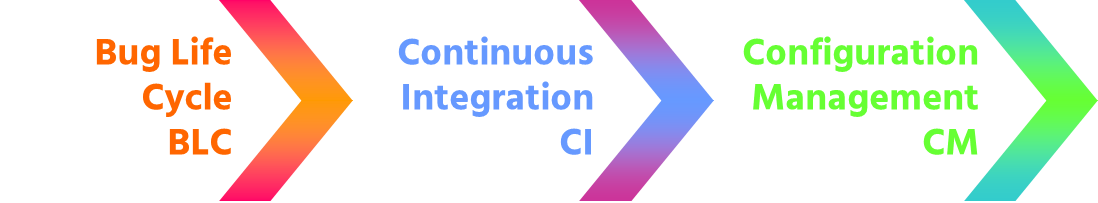 Bug Life
Cycle
BLC
Continuous
Integration
CI
Configuration
Management
CM